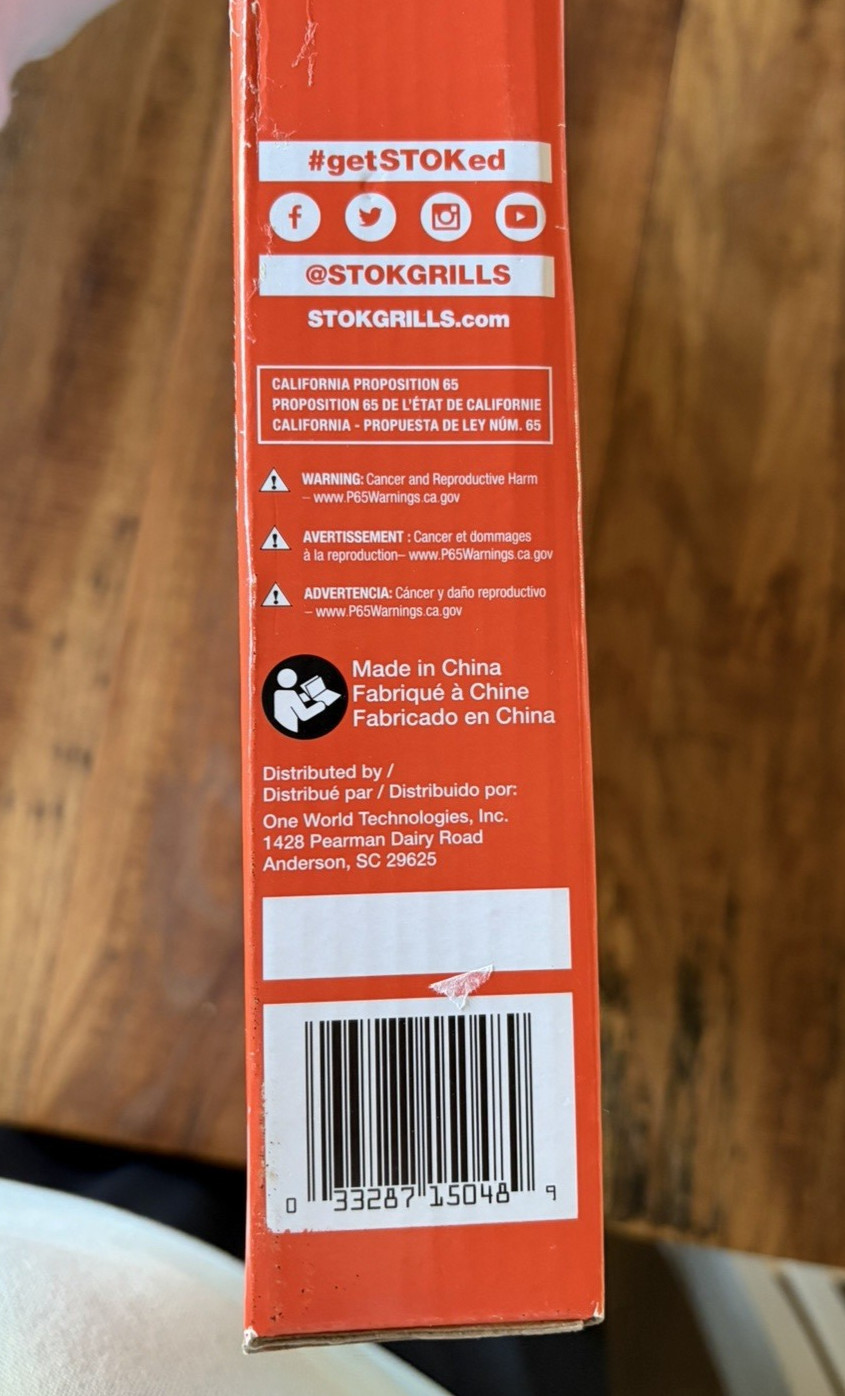 #getSTOKed
@STOKGRILLS
STOKGRILLS.com
CALIFORNIA PROPOSITION 65
PROPOSITION 65 DE L'ÉTAT DE CALIFORNIE
CALIFORNIA - PROPUESTA DE LEY NÚM. 65
WARNING: Cancer and Reproductive Harm
– www.P65Warnings.ca.gov
AVERTISSEMENT : Cancer et dommages
à la reproduction– www.P65Warnings.ca.gov
ADVERTENCIA: Cáncer y daño reproductivo
– www.P65Warnings.ca.gov
Made in China
Fabriqué à Chine
Fabricado en China
Distributed by /
Distribué par / Distribuido por:
One World Technologies, Inc.
1428 Pearman Dairy Road
Anderson, SC 29625
0 33287 15048 9